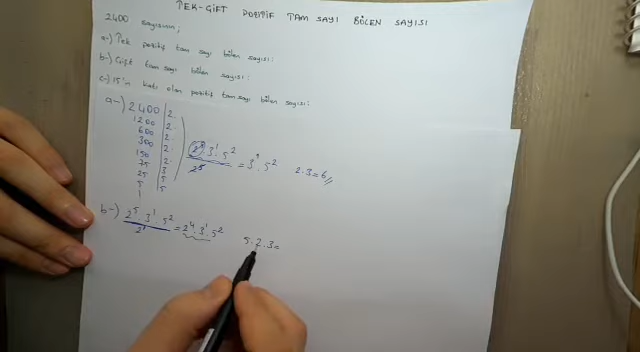 TEK-ÇİFT POZİTİF TAM SAYI BÖLEN SAYISI
2400 sayısının;
a-) Tek pozitif tam sayı bölen sayısı:
b-) Çift tam sayı bölen sayısı:
c-) 15'in katı olan pozitif tam sayı bölen sayısı:
a-) 2400 2
1200 2
600 2
300 2
150 2
75 3
25 5
5 5
1
2⁵.3¹.5² / 2⁵ = 3¹.5² 2.3=6
b-) 2⁵.3¹.5² / 2¹ = 2⁴.3¹.5² 5.2.3=